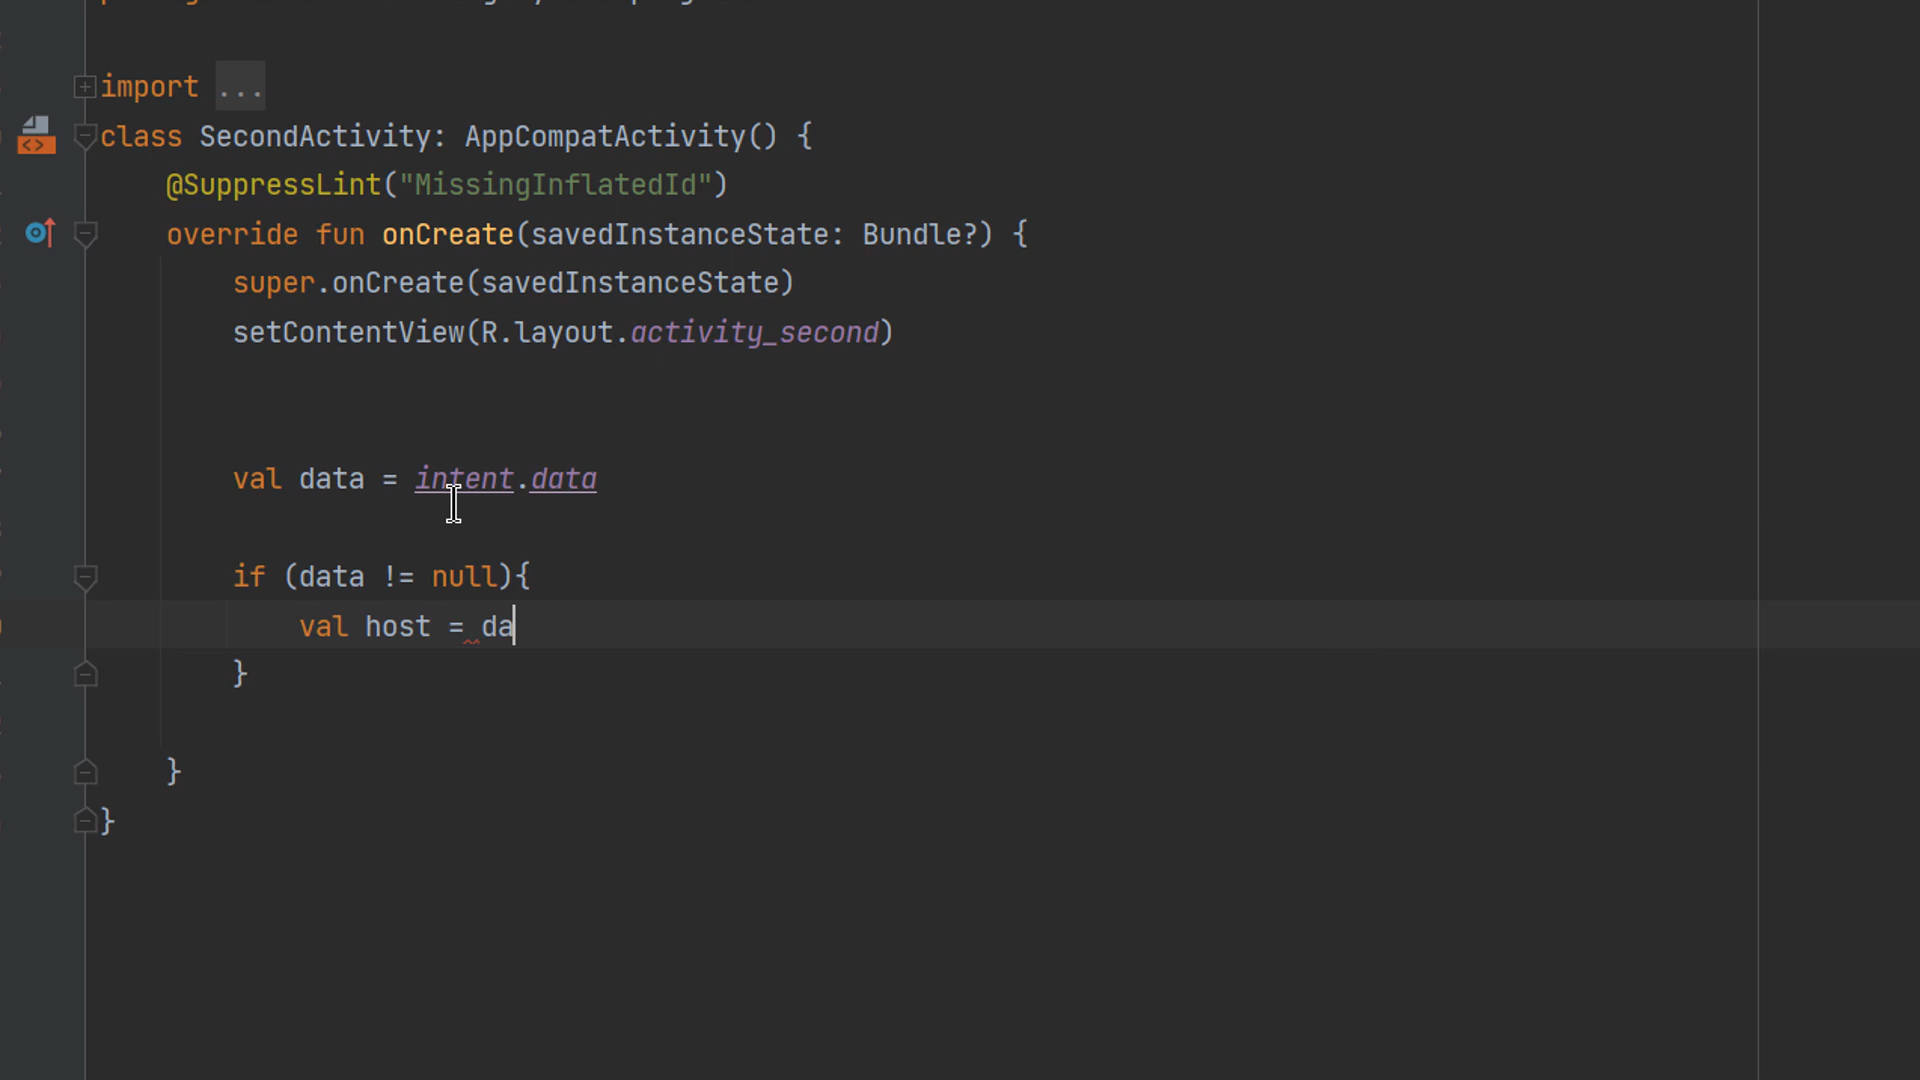 import ...
class SecondActivity: AppCompatActivity() {
@SuppressLint("MissingInflatedId")
override fun onCreate(savedInstanceState: Bundle?) {
super.onCreate(savedInstanceState)
setContentView(R.layout.activity_second)
val data = intent.data
if (data != null){
val host = da
}
}
}